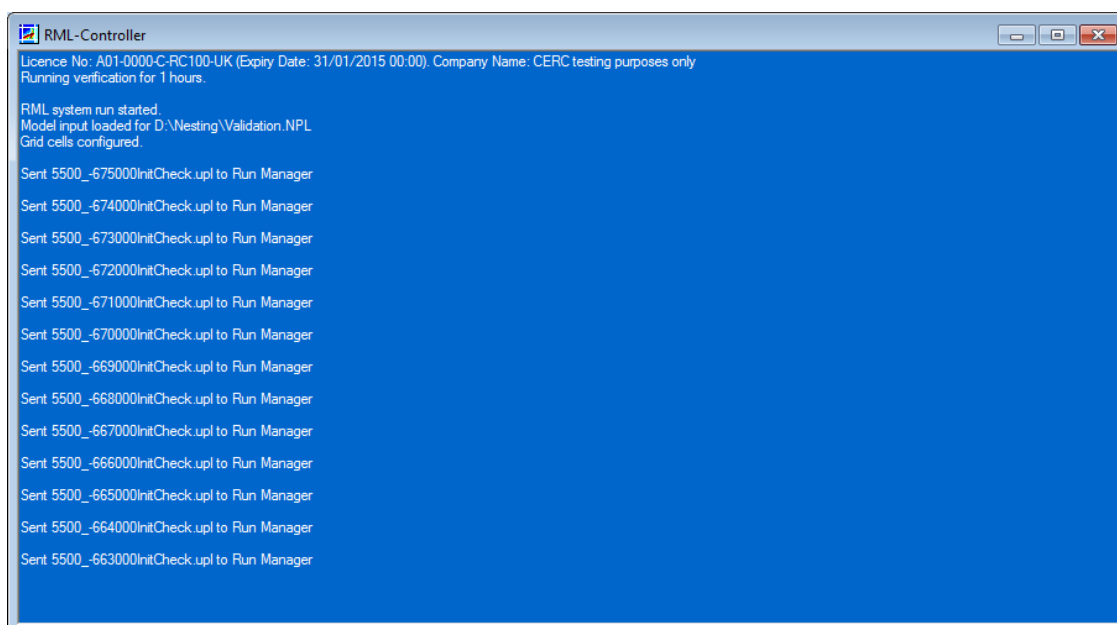 RML-Controller
Licence No: A01-0000-C-RC100-UK (Expiry Date: 31/01/2015 00:00). Company Name: CERC testing purposes only
Running verification for 1 hours.
RML system run started.
Model input loaded for D:\Nesting\Validation.NPL
Grid cells configured.
Sent 5500_-675000InitCheck.upl to Run Manager
Sent 5500_-674000InitCheck.upl to Run Manager
Sent 5500_-673000InitCheck.upl to Run Manager
Sent 5500_-672000InitCheck.upl to Run Manager
Sent 5500_-671000InitCheck.upl to Run Manager
Sent 5500_-670000InitCheck.upl to Run Manager
Sent 5500_-669000InitCheck.upl to Run Manager
Sent 5500_-668000InitCheck.upl to Run Manager
Sent 5500_-667000InitCheck.upl to Run Manager
Sent 5500_-666000InitCheck.upl to Run Manager
Sent 5500_-665000InitCheck.upl to Run Manager
Sent 5500_-664000InitCheck.upl to Run Manager
Sent 5500_-663000InitCheck.upl to Run Manager